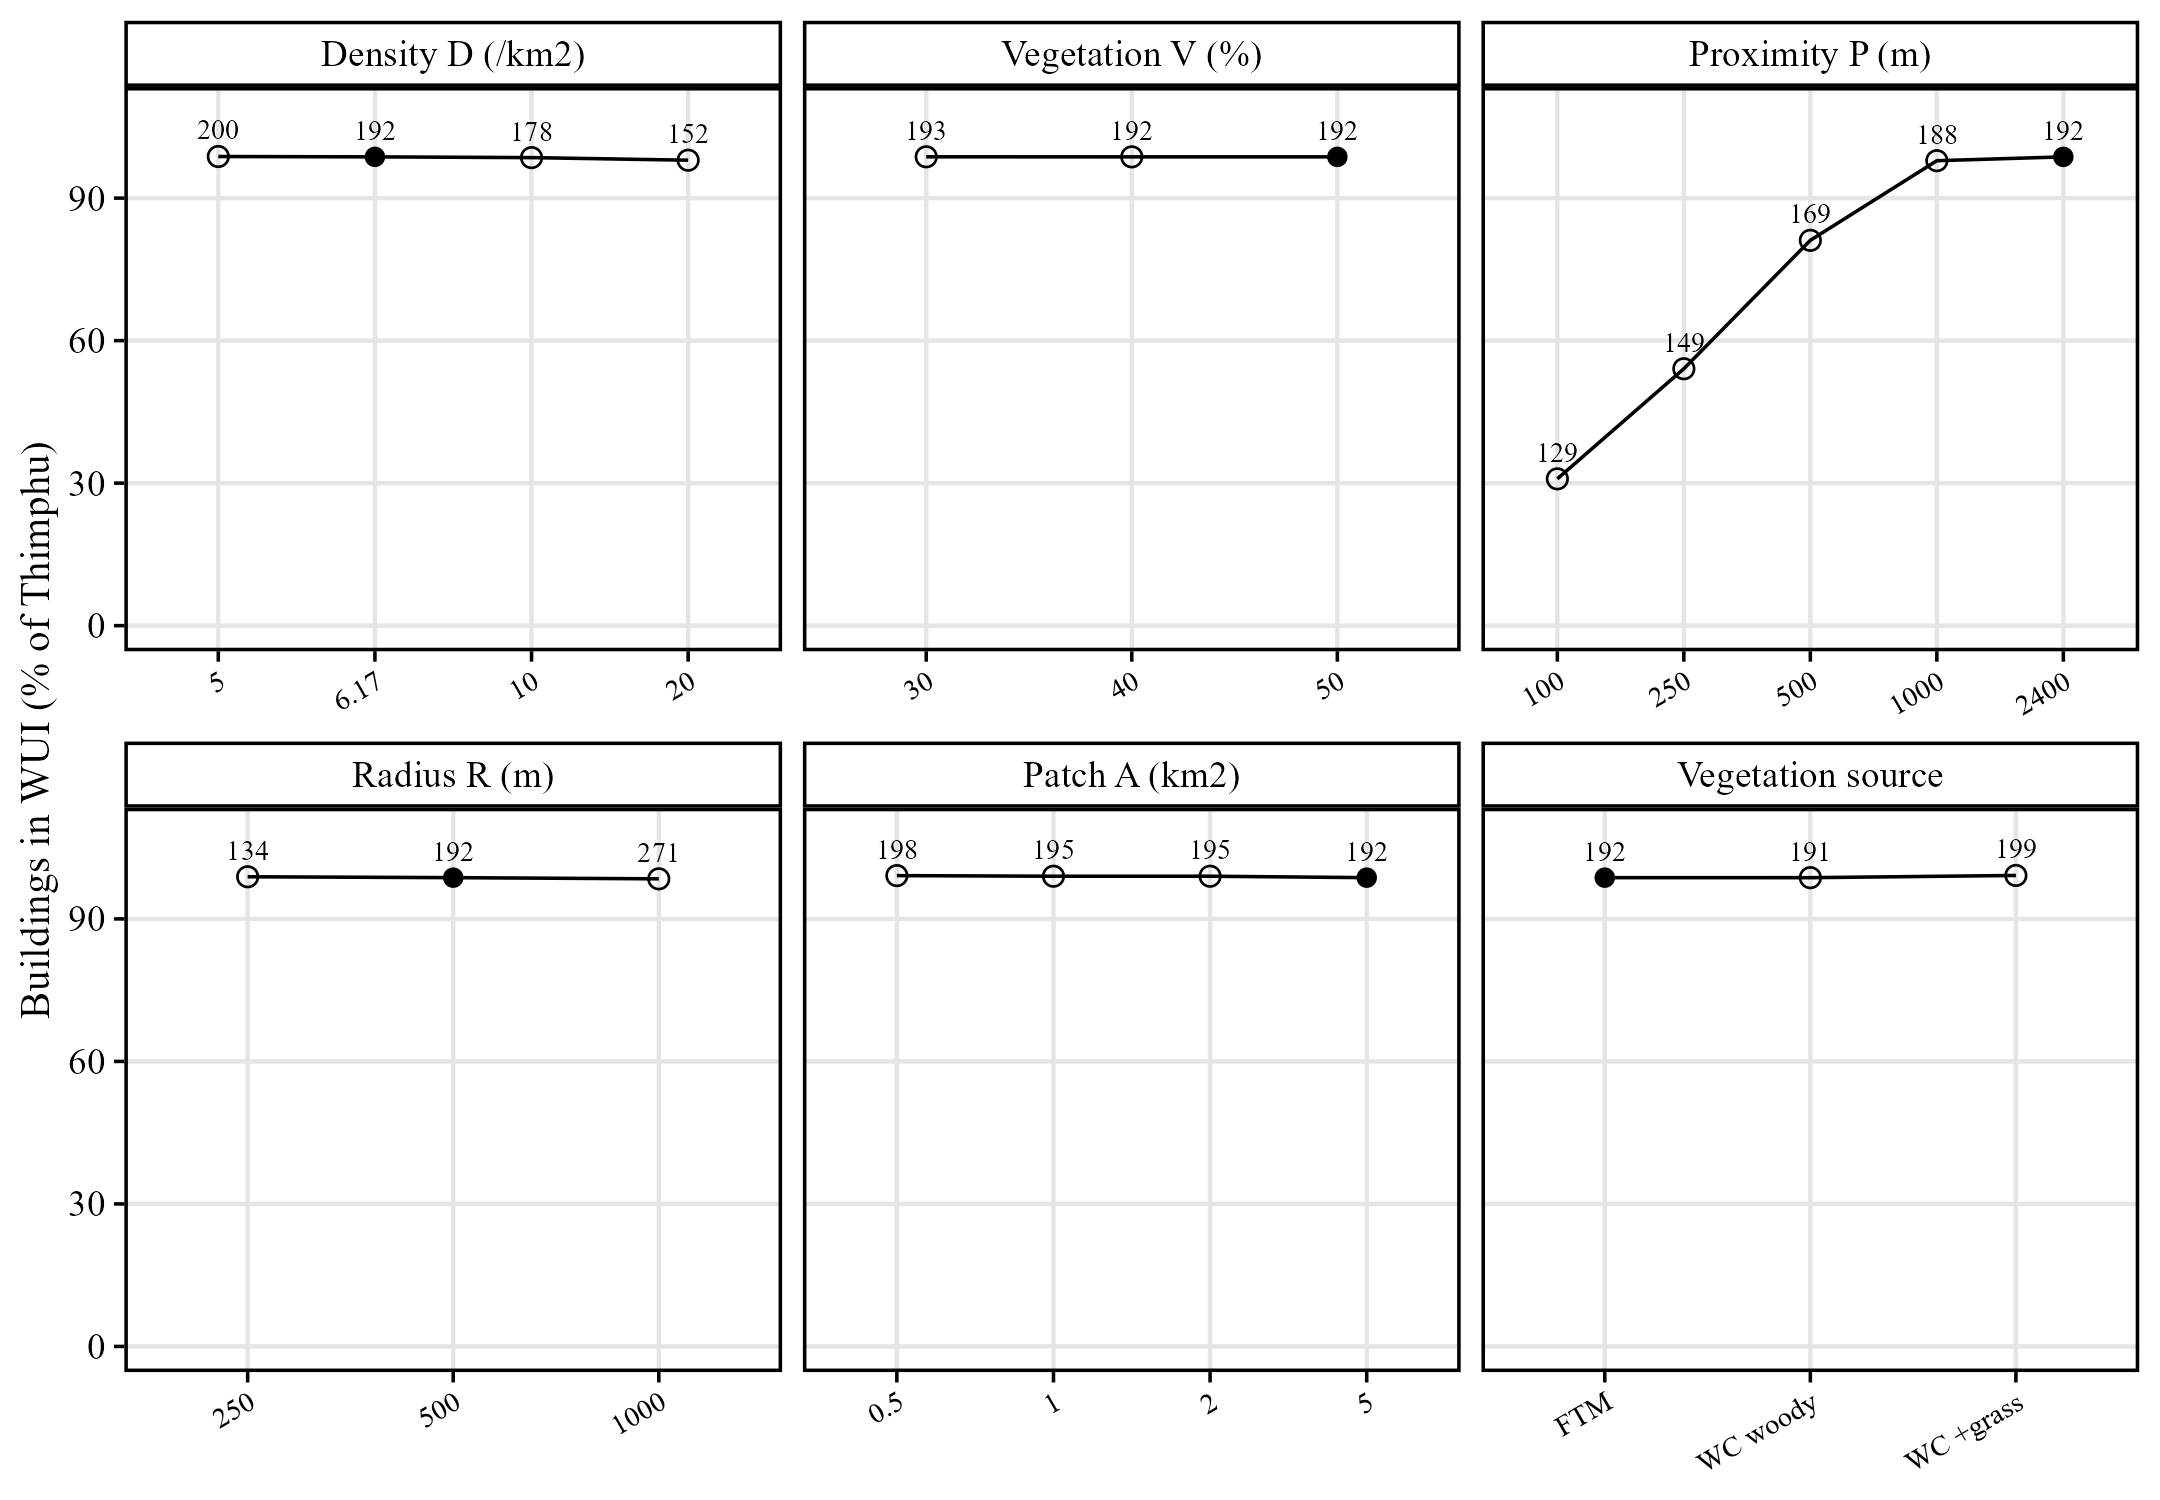 Density D (/km2)
Vegetation V (%)
Proximity P (m)
200 192 178 152
193 192 192
129 149 169 188 192
90
60
30
0
5 6.17 10 20
30 40 50
100 250 500 1000 2400
Buildings in WUI (% of Thimphu)
Radius R (m)
Patch A (km2)
Vegetation source
134 192 271
198 195 195 192
192 191 199
90
60
30
0
250 500 1000
0.5 1 2 5
FTM WC woody WC +grass